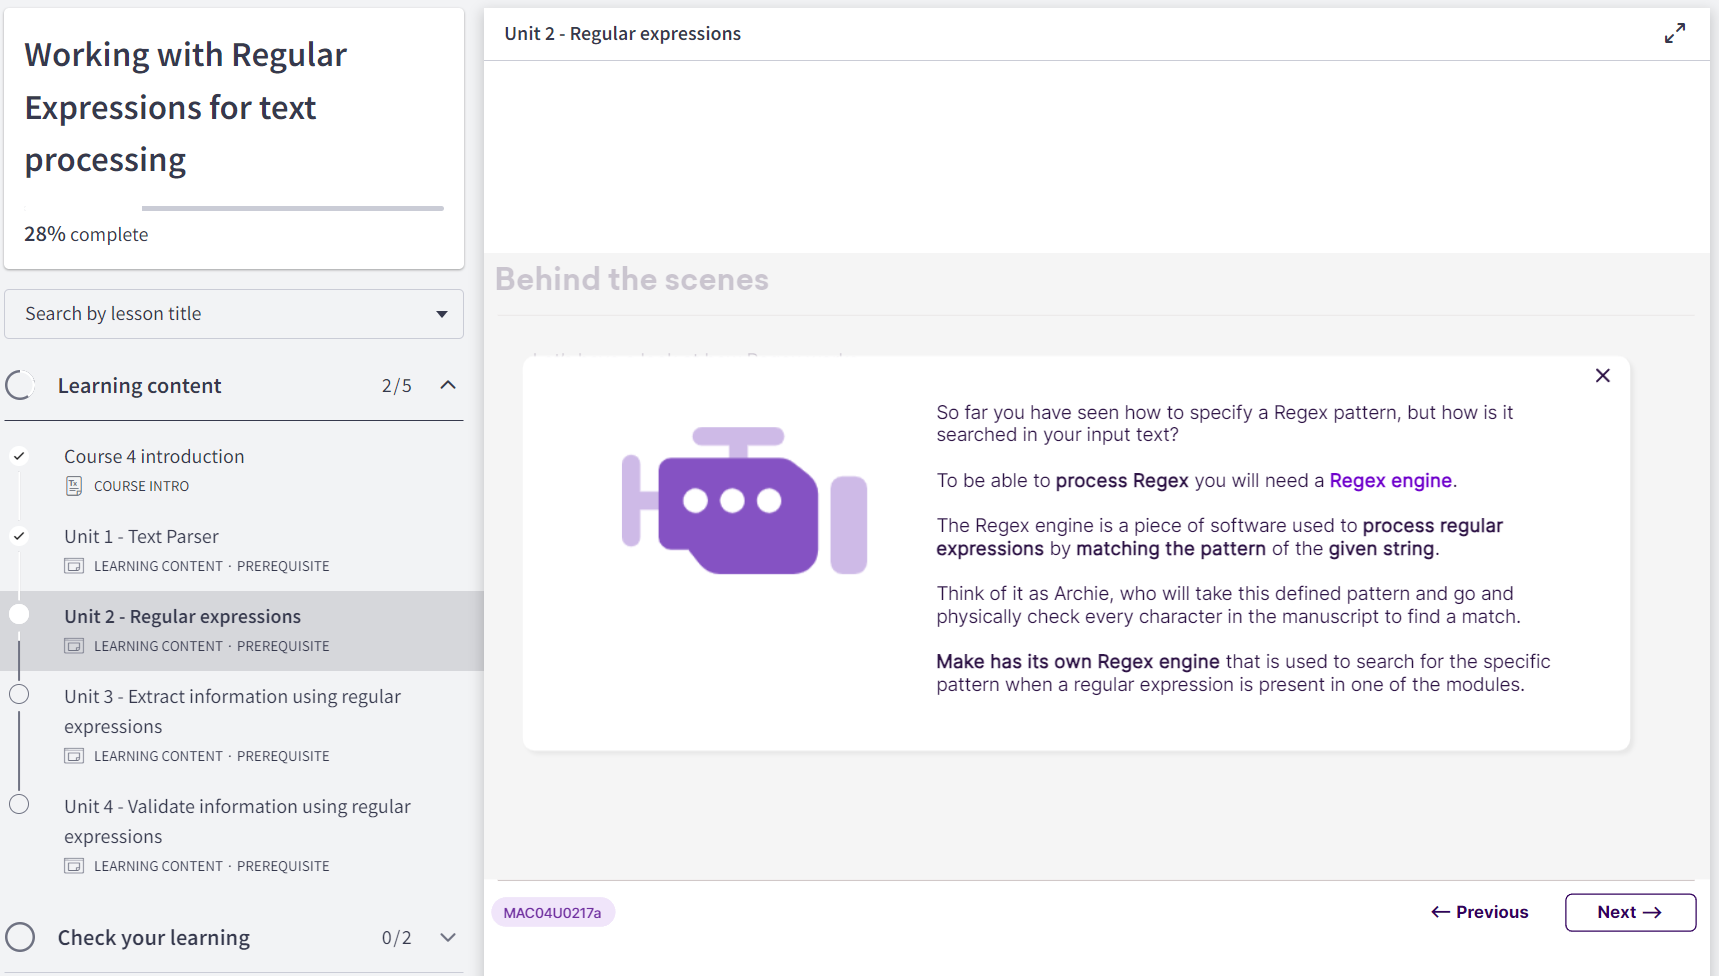 Working with Regular
Expressions for text
processing
28% complete
Search by lesson title
Learning content 2/5
Course 4 introduction
COURSE INTRO
Unit 1 - Text Parser
LEARNING CONTENT · PREREQUISITE
Unit 2 - Regular expressions
LEARNING CONTENT · PREREQUISITE
Unit 3 - Extract information using regular
expressions
LEARNING CONTENT · PREREQUISITE
Unit 4 - Validate information using regular
expressions
LEARNING CONTENT · PREREQUISITE
Check your learning 0/2
Unit 2 - Regular expressions
Behind the scenes
So far you have seen how to specify a Regex pattern, but how is it
searched in your input text?
To be able to process Regex you will need a Regex engine.
The Regex engine is a piece of software used to process regular
expressions by matching the pattern of the given string.
Think of it as Archie, who will take this defined pattern and go and
physically check every character in the manuscript to find a match.
Make has its own Regex engine that is used to search for the specific
pattern when a regular expression is present in one of the modules.
MAC04U0217a
← Previous
Next →